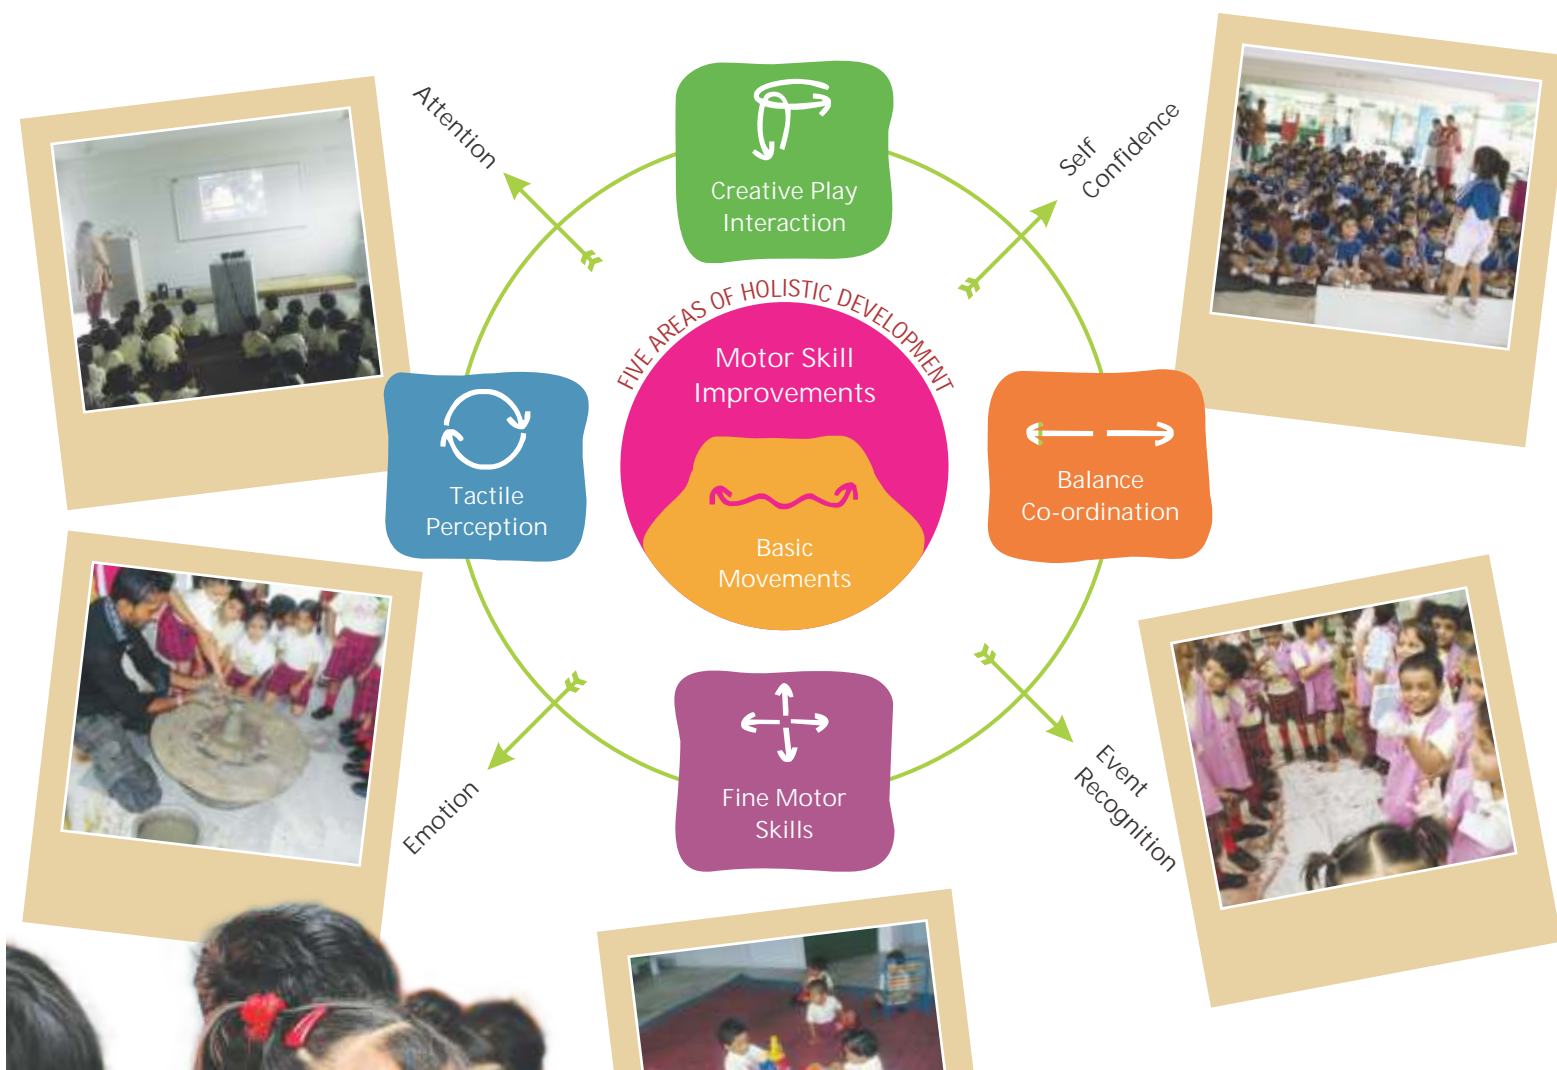 Attention
Creative Play
Interaction
Self
Confidence
FIVE AREAS OF HOLISTIC DEVELOPMENT
Motor Skill
Improvements
Tactile
Perception
Balance
Co-ordination
Basic
Movements
Emotion
Fine Motor
Skills
Event
Recognition